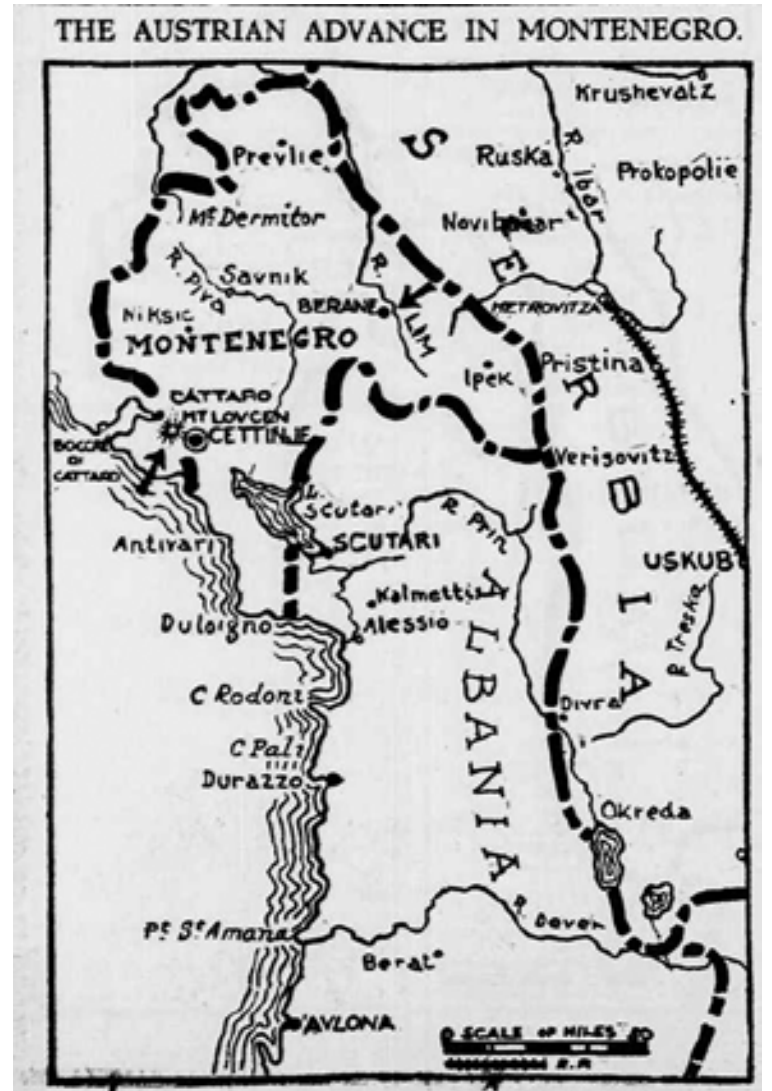 THE AUSTRIAN ADVANCE IN MONTENEGRO.
Krushevatz
S
E
R
B
I
A
Prevlie
Ruska
R. Ibar
Prokopolie
Mt Dermitor
Novibazar
R. Piva
Savnik
R. LIM
BERANE
METROVITZA
Niksic
MONTENEGRO
Ipek
Pristina
CATTARO
MT LOVCEN
CETTINJE
BOCCHE
DI
CATTARO
Verisovitz
L.
Scutari
R Prin
Antivari
SCUTARI
USKUB
ALBANIA
Kalmetti
R Treska
Dulcigno
Alessio
C Rodoni
Divra
C Pali
Durazzo
Okreda
Pt St Amana
R. Devol
Berat
AVLONA
0 SCALE OF MILES 50
R.R